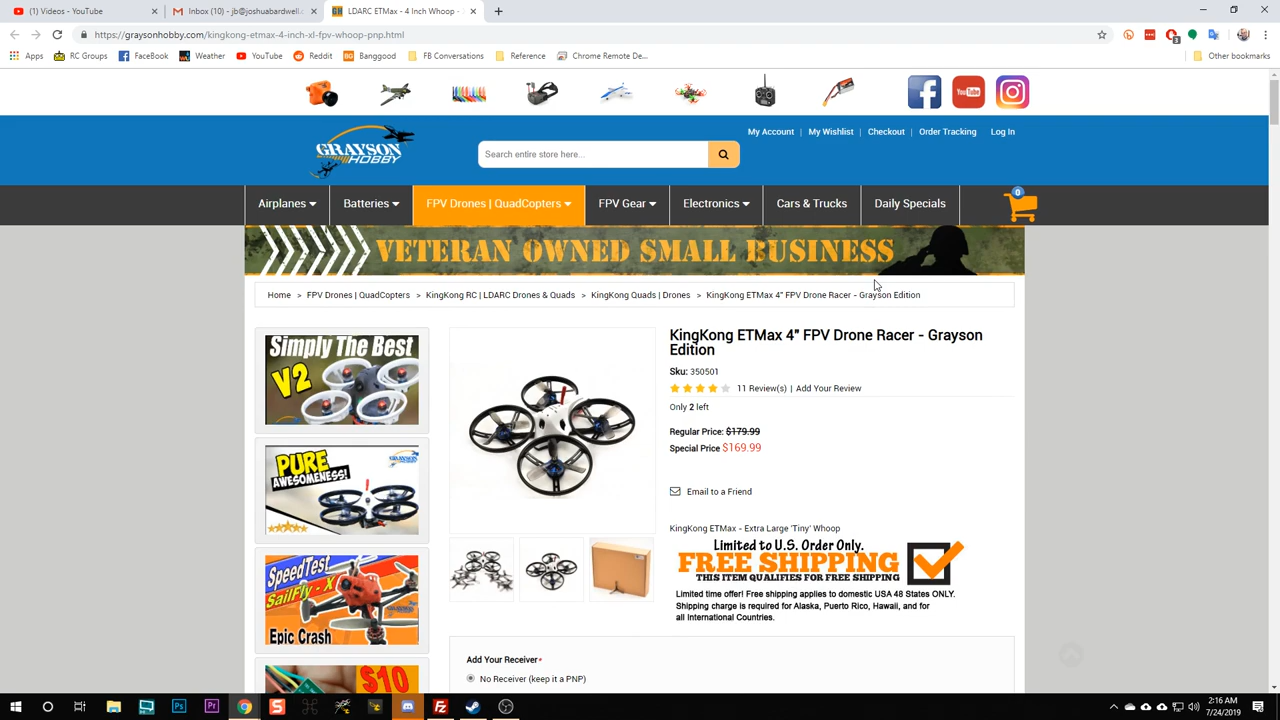 (1) Videos - YouTube
Inbox (10) - jb@joshuabardwell.
LDARC ETMax - 4 Inch Whoop -
https://graysonhobby.com/kingkong-etmax-4-inch-xl-fpv-whoop-pnp.html
Apps
RC Groups
FaceBook
Weather
YouTube
Reddit
BG Banggood
FB Conversations
Reference
Chrome Remote De...
Other bookmarks
YouTube
GRAYSON
HOBBY
Search entire store here...
My Account | My Wishlist | Checkout | Order Tracking
Log In
Airplanes
Batteries
FPV Drones | QuadCopters
FPV Gear
Electronics
Cars & Trucks
Daily Specials
0
VETERAN OWNED SMALL BUSINESS
Home > FPV Drones | QuadCopters > KingKong RC | LDARC Drones & Quads > KingKong Quads | Drones > KingKong ETMax 4" FPV Drone Racer - Grayson Edition
Simply The Best
V2
PURE
AWESOMENESS!
SpeedTest
SailFly - X
Epic Crash
$10
KingKong ETMax 4" FPV Drone Racer - Grayson
Edition
Sku: 350501
11 Review(s) | Add Your Review
Only 2 left
Regular Price: $179.99
Special Price $169.99
Email to a Friend
KingKong ETMax - Extra Large 'Tiny' Whoop
Limited to U.S. Order Only.
FREE SHIPPING
THIS ITEM QUALIFIES FOR FREE SHIPPING
Limited time offer! Free shipping applies to domestic USA 48 States ONLY.
Shipping charge is required for Alaska, Puerto Rico, Hawaii, and for
all International Countries.
Add Your Receiver*
No Receiver (keep it a PNP)
2:16 AM
7/24/2019